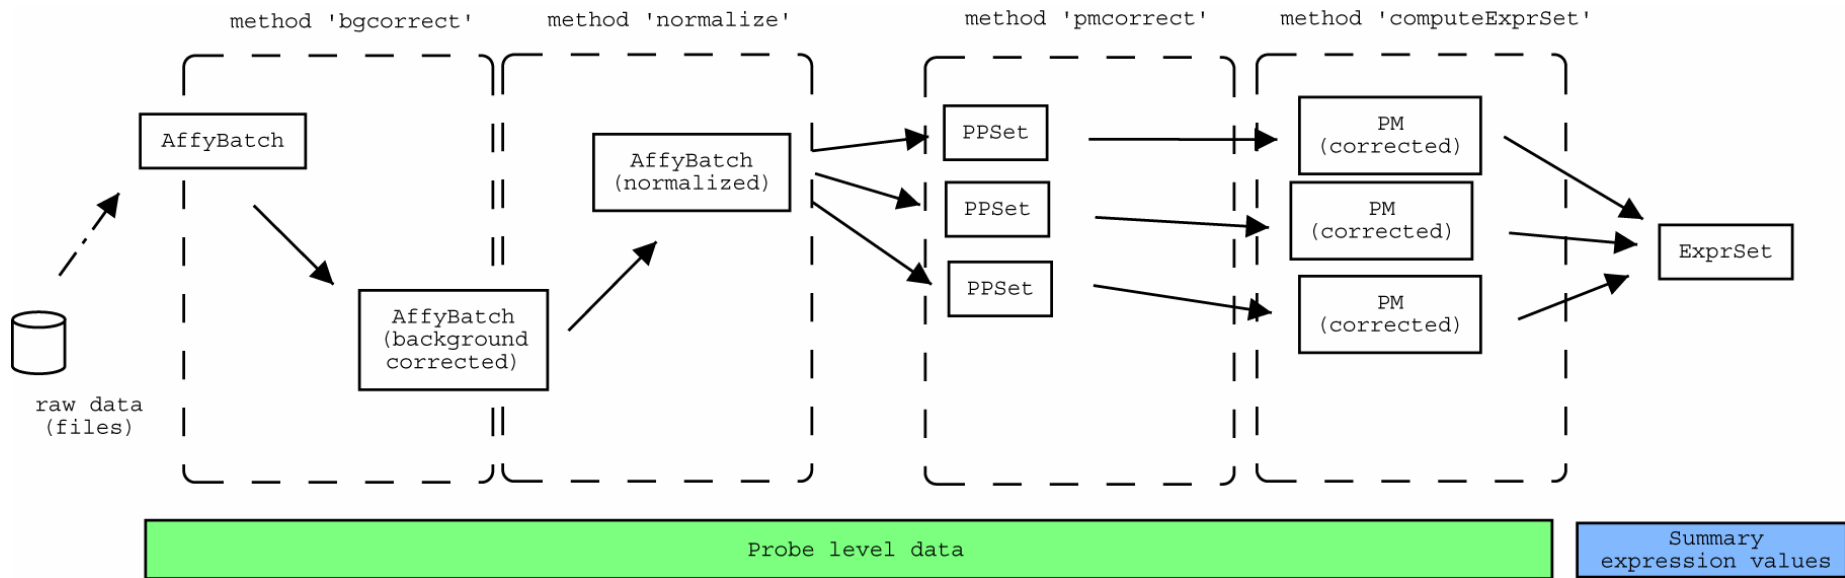 method 'bgcorrect'
method 'normalize'
method 'pmcorrect'
method 'computeExprSet'
AffyBatch
AffyBatch
(normalized)
PPSet
PPSet
PPSet
PM
(corrected)
PM
(corrected)
PM
(corrected)
ExprSet
AffyBatch
(background
corrected)
raw data
(files)
Probe level data
Summary
expression values